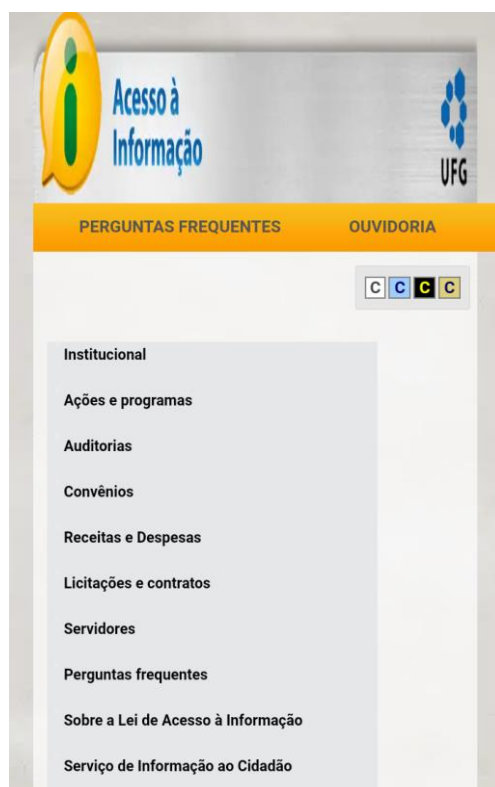 Acesso à
Informação
UFG
PERGUNTAS FREQUENTES OUVIDORIA
C C C C
Institucional
Ações e programas
Auditorias
Convênios
Receitas e Despesas
Licitações e contratos
Servidores
Perguntas frequentes
Sobre a Lei de Acesso à Informação
Serviço de Informação ao Cidadão